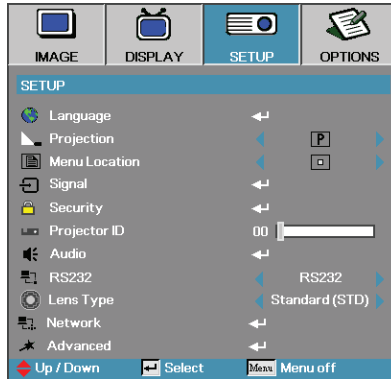 IMAGE DISPLAY SETUP OPTIONS
SETUP
Language
Projection P
Menu Location
Signal
Security
Projector ID 00
Audio
RS232 RS232
Lens Type Standard (STD)
Network
Advanced
Up / Down Select Menu Menu off